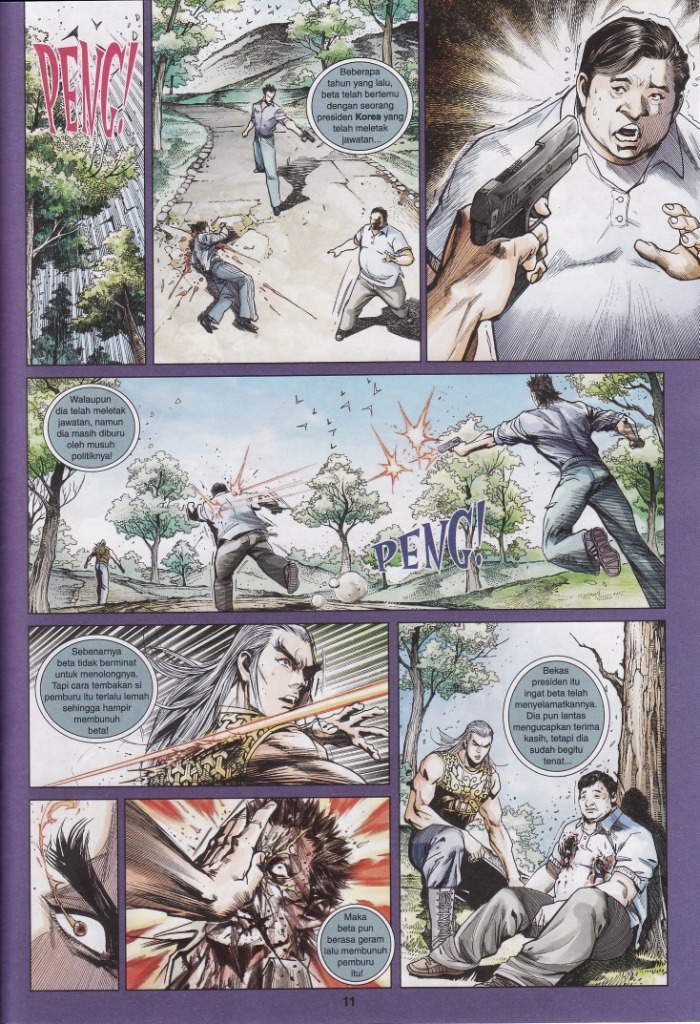 PENG!
Beberapa
tahun yang lalu,
beta telah bertemu
dengan seorang
presiden Korea yang
telah meletak
jawatan...
Walaupun
dia telah meletak
jawatan, namun
dia masih diburu
oleh musuh
politiknya!
PENG!
Sebenarnya
beta tidak berminat
untuk menolongnya.
Tapi cara tembakan si
pemburu itu terlalu lemah
sehingga hampir
membunuh
beta!
Maka
beta pun
berasa geram
lalu membunuh
pemburu
itu!
Bekas
presiden itu
ingat beta telah
menyelamatkannya.
Dia pun lantas
mengucapkan terima
kasih, tetapi dia
sudah begitu
tenat...
11